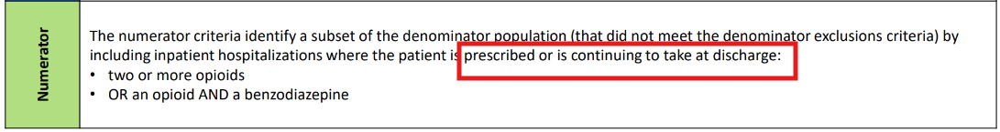 Numerator
The numerator criteria identify a subset of the denominator population (that did not meet the denominator exclusions criteria) by
including inpatient hospitalizations where the patient is prescribed or is continuing to take at discharge:
• two or more opioids
• OR an opioid AND a benzodiazepine